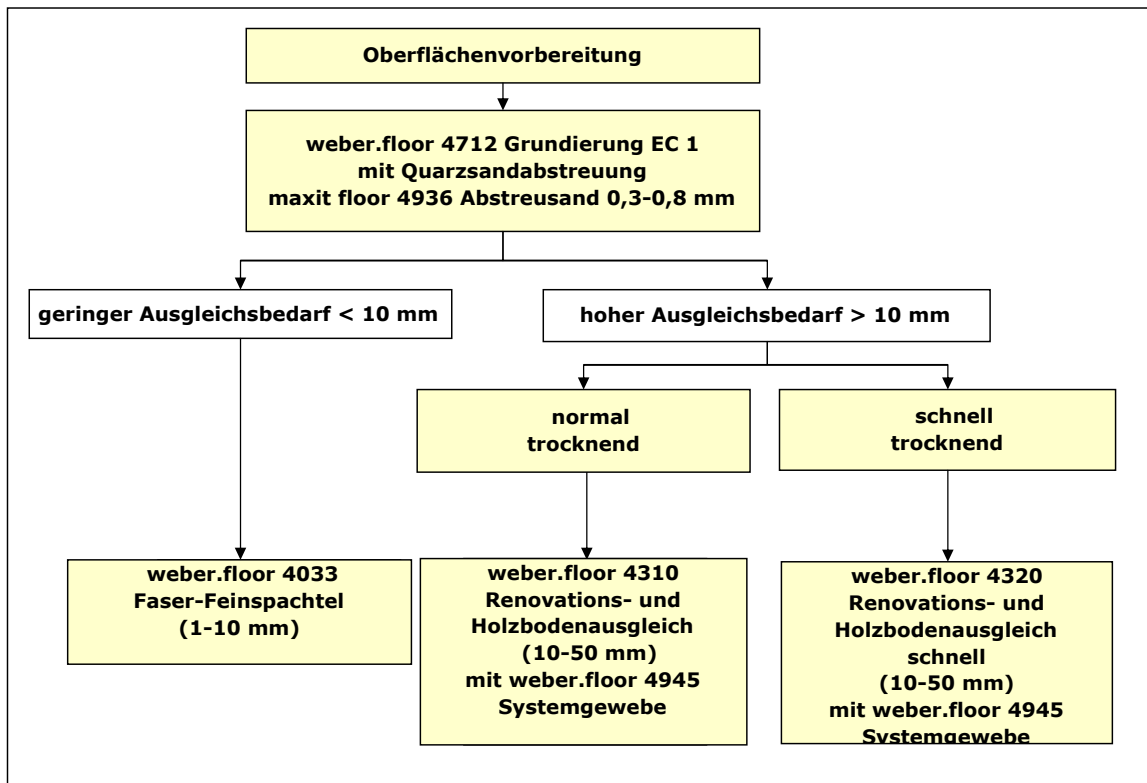 Oberflächenvorbereitung
weber.floor 4712 Grundierung EC 1
mit Quarzsandabstreuung
maxit floor 4936 Abstreusand 0,3-0,8 mm
geringer Ausgleichsbedarf < 10 mm
hoher Ausgleichsbedarf > 10 mm
normal
trocknend
schnell
trocknend
weber.floor 4033
Faser-Feinspachtel
(1-10 mm)
weber.floor 4310
Renovations- und
Holzbodenausgleich
(10-50 mm)
mit weber.floor 4945
Systemgewebe
weber.floor 4320
Renovations- und
Holzbodenausgleich
schnell
(10-50 mm)
mit weber.floor 4945
Systemgewebe